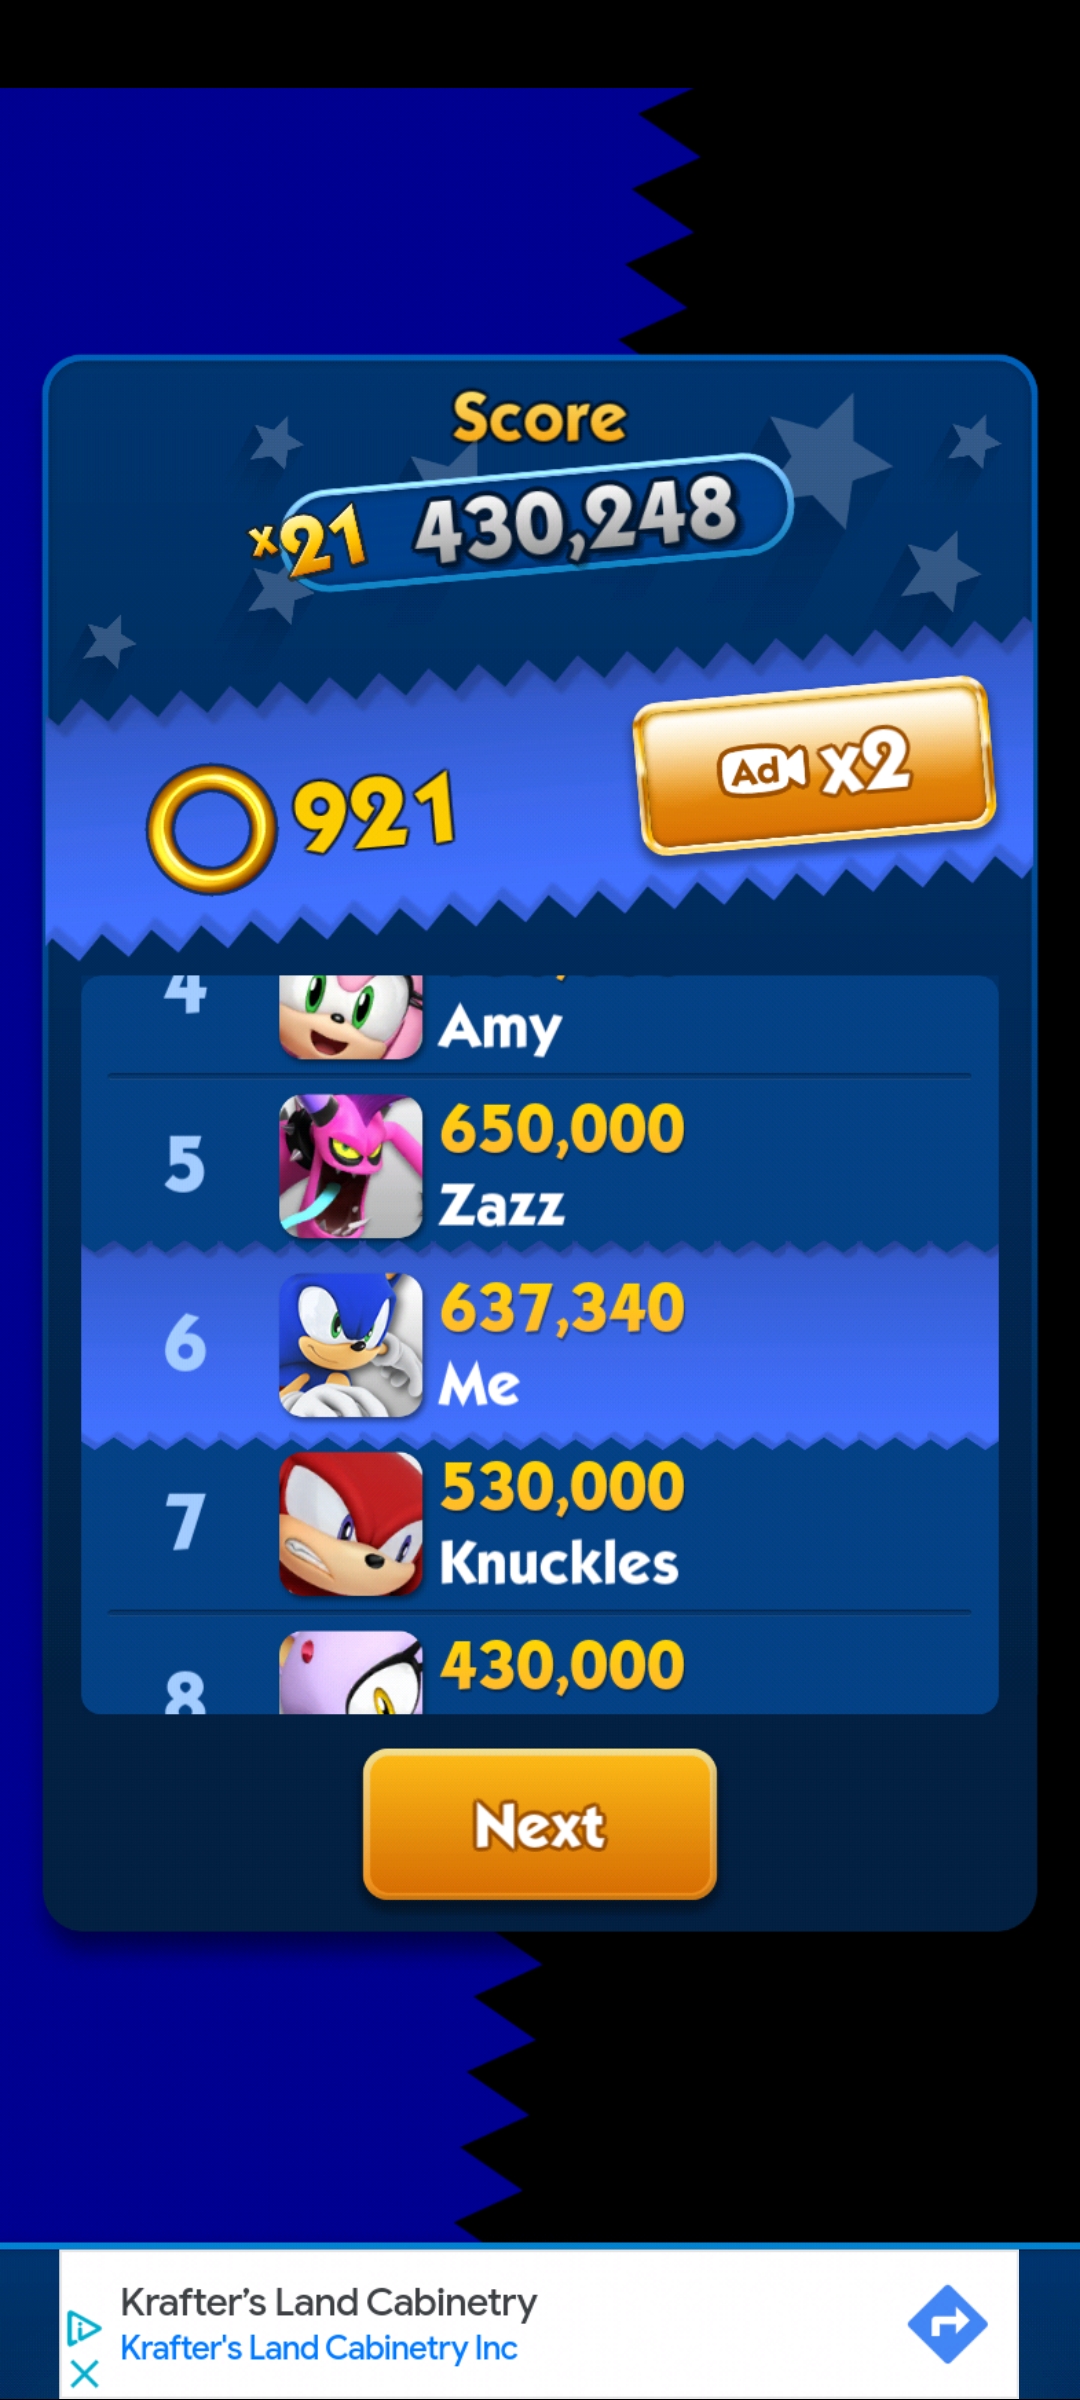 Score
x21 430,248
921
Ad x2
4
Amy
5
650,000
Zazz
6
637,340
Me
7
530,000
Knuckles
8
430,000
Next
Krafter's Land Cabinetry
Krafter's Land Cabinetry Inc